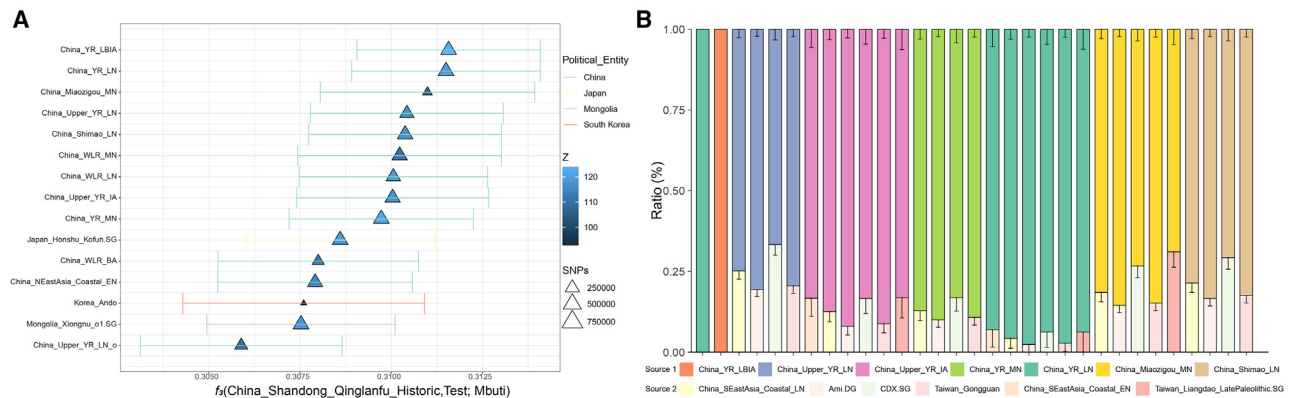 A
China_YR_LBIA
China_YR_LN
China_Miaozigou_MN
China_Upper_YR_LN
China_Shimao_LN
China_WLR_MN
China_WLR_LN
China_Upper_YR_IA
China_YR_MN
Japan_Honshu_Kofun.SG
China_WLR_BA
China_NEastAsia_Coastal_EN
Korea_Ando
Mongolia_Xiongnu_o1.SG
China_Upper_YR_LN_o
0.3050 0.3075 0.3100 0.3125
f₃(China_Shandong_Qinglanfu_Historic,Test; Mbuti)
Political_Entity
China
Japan
Mongolia
South Korea
Z
120
110
100
SNPs
250000
500000
750000
B
Ratio (%)
1.00
0.75
0.50
0.25
0.00
Source 1 China_YR_LBIA China_Upper_YR_LN China_Upper_YR_IA China_YR_MN China_YR_LN China_Miaozigou_MN China_Shimao_LN
Source 2 China_SEastAsia_Coastal_LN Ami.DG CDX.SG Taiwan_Gongguan China_SEastAsia_Coastal_EN Taiwan_Liangdao_LatePaleolithic.SG